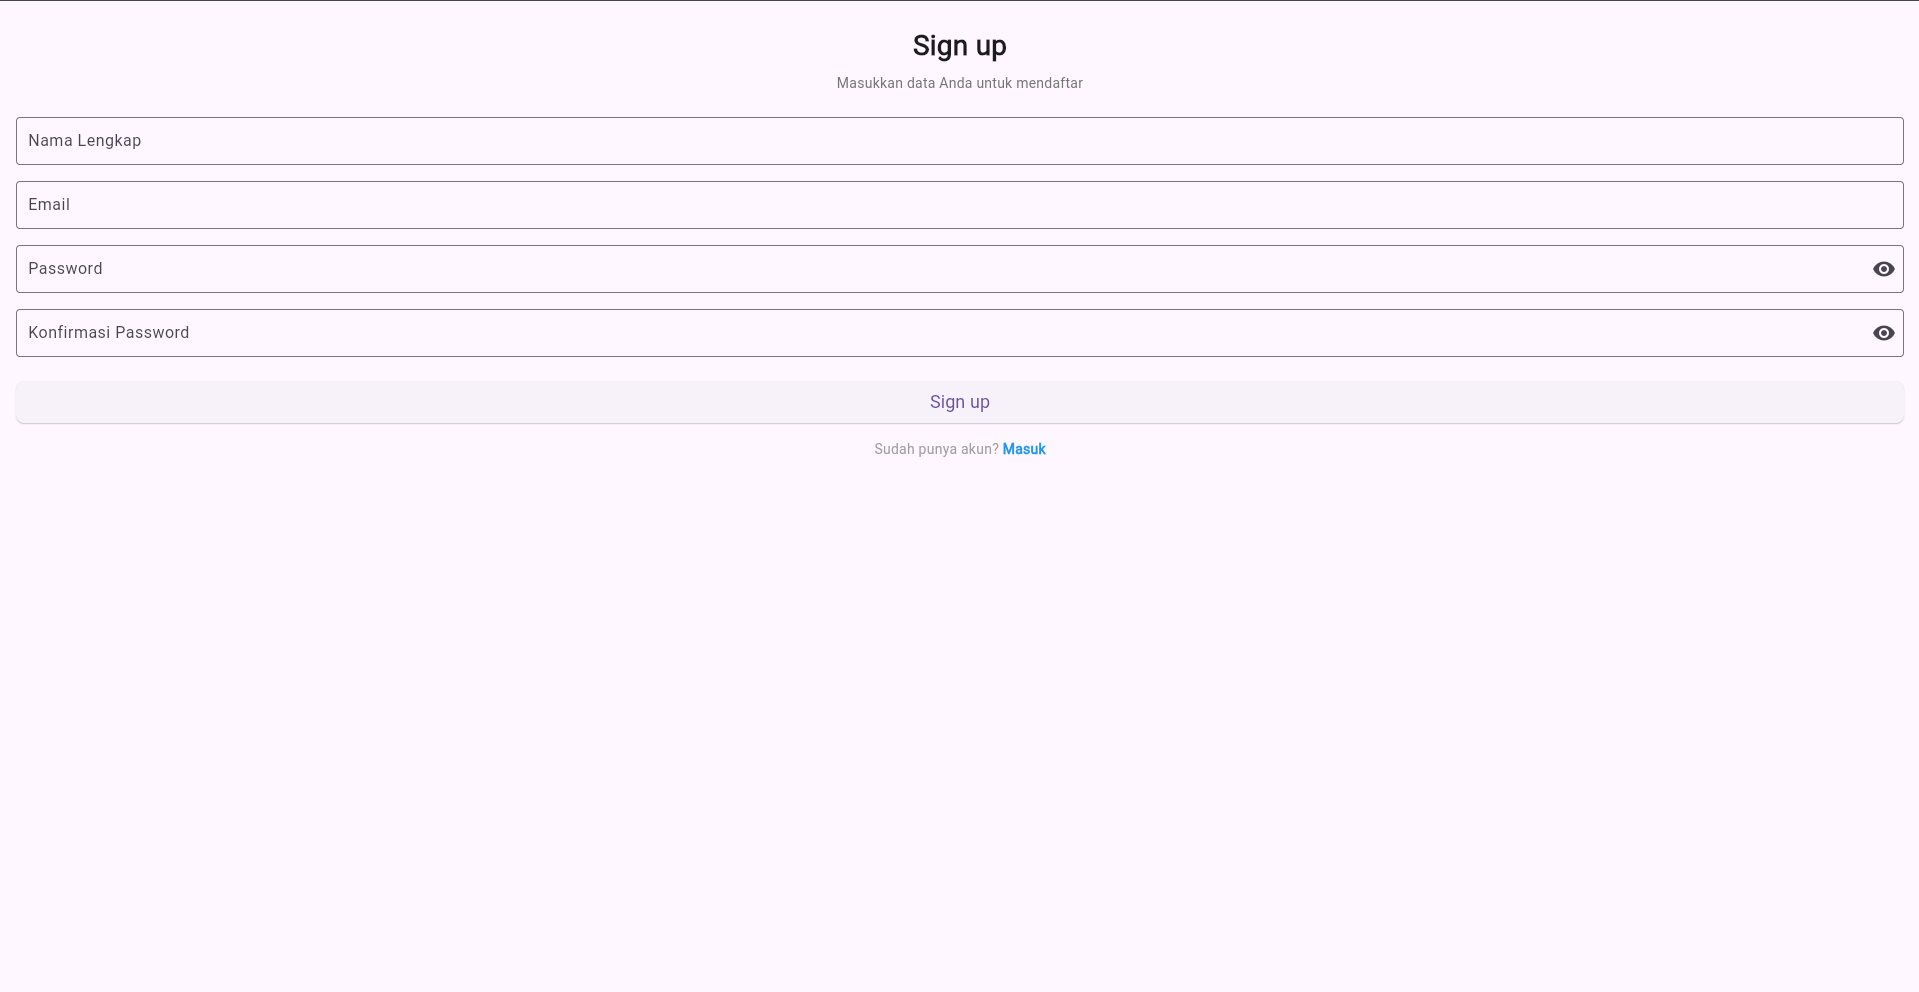 Sign up
Masukkan data Anda untuk mendaftar
Nama Lengkap
Email
Password
Konfirmasi Password
Sign up
Sudah punya akun? Masuk